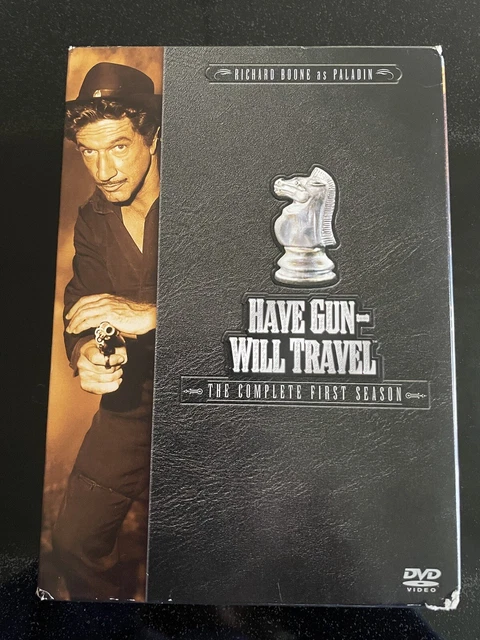 RICHARD BOONE as PALADIN
HAVE GUN–
WILL TRAVEL
THE COMPLETE FIRST SEASON
DVD
VIDEO